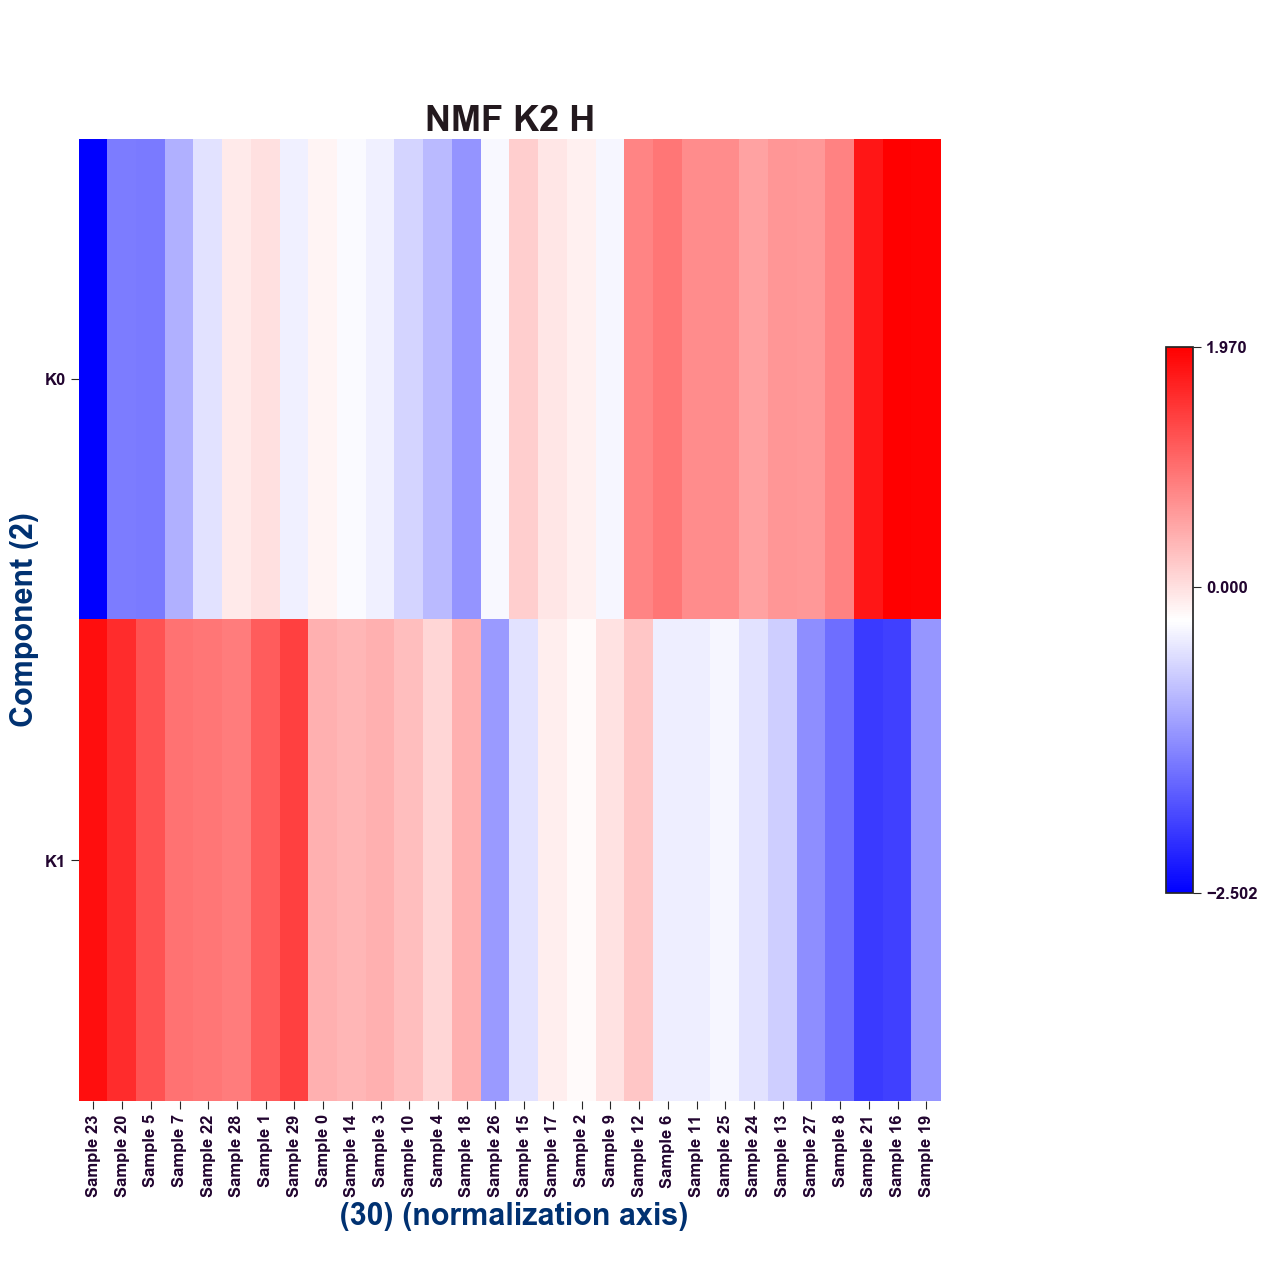 NMF K2 H
K0
K1
Component (2)
Sample 23
Sample 20
Sample 5
Sample 7
Sample 22
Sample 28
Sample 1
Sample 29
Sample 0
Sample 14
Sample 3
Sample 10
Sample 4
Sample 18
Sample 26
Sample 15
Sample 17
Sample 2
Sample 9
Sample 12
Sample 6
Sample 11
Sample 25
Sample 24
Sample 13
Sample 27
Sample 8
Sample 21
Sample 16
Sample 19
(30) (normalization axis)
1.970
0.000
−2.502